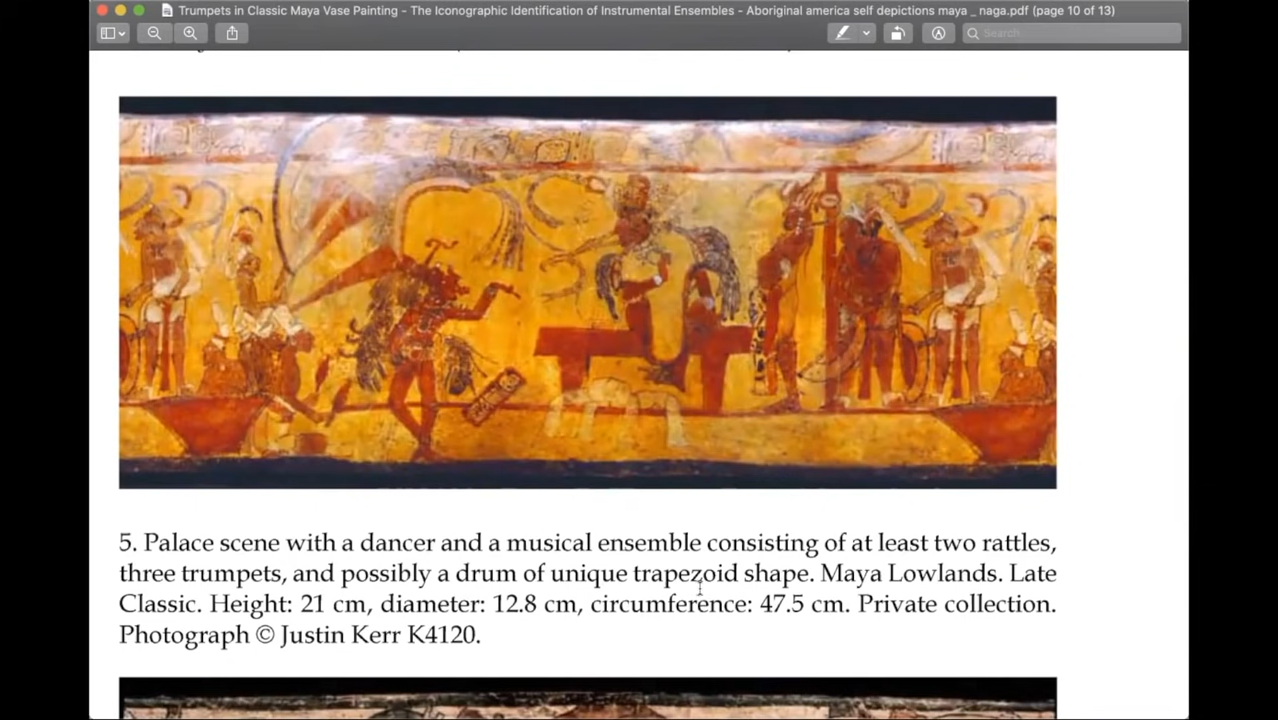 Trumpets in Classic Maya Vase Painting - The Iconographic Identification of Instrumental Ensembles - Aboriginal america self depictions maya _ naga.pdf (page 10 of 13)
Search
5. Palace scene with a dancer and a musical ensemble consisting of at least two rattles,
three trumpets, and possibly a drum of unique trapezoid shape. Maya Lowlands. Late
Classic. Height: 21 cm, diameter: 12.8 cm, circumference: 47.5 cm. Private collection.
Photograph © Justin Kerr K4120.